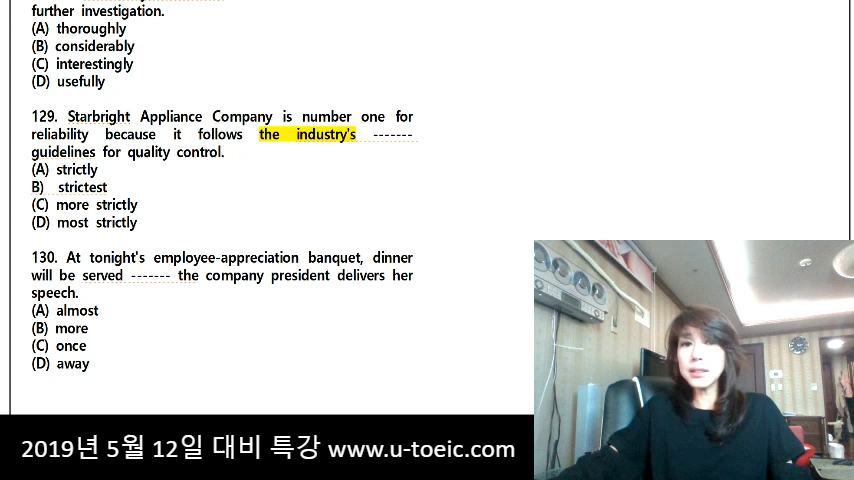 further investigation.
(A) thoroughly
(B) considerably
(C) interestingly
(D) usefully
129. Starbright Appliance Company is number one for
reliability because it follows the industry's -------
guidelines for quality control.
(A) strictly
B) strictest
(C) more strictly
(D) most strictly
130. At tonight's employee-appreciation banquet, dinner
will be served ------- the company president delivers her
speech.
(A) almost
(B) more
(C) once
(D) away
2019년 5월 12일 대비 특강 www.u-toeic.com